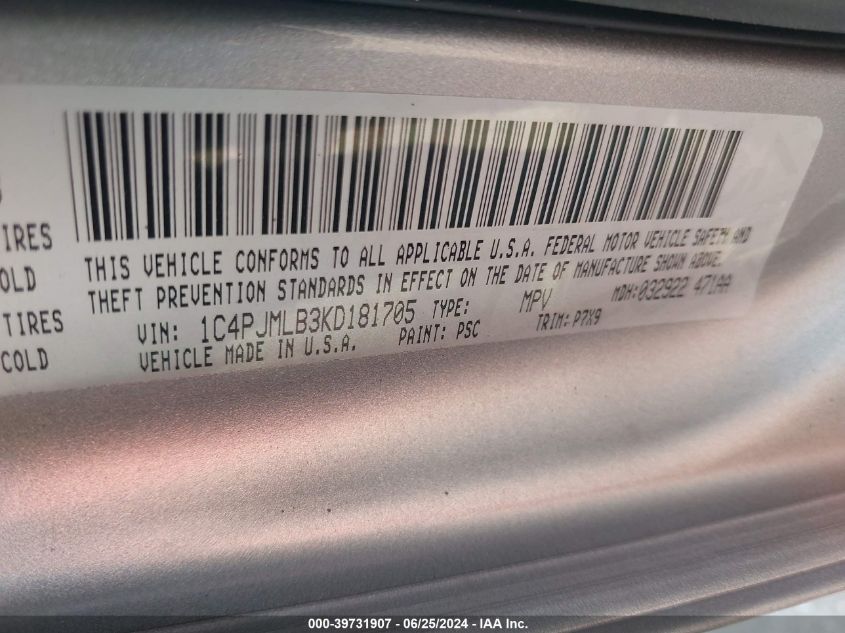 IRES
OLD
TIRES
COLD
THIS VEHICLE CONFORMS TO ALL APPLICABLE U.S.A. FEDERAL MOTOR VEHICLE SAFETY AND
THEFT PREVENTION STANDARDS IN EFFECT ON THE DATE OF MANUFACTURE SHOWN ABOVE.
VIN: 1C4PJMLB3KD181705 TYPE: MPV MDH:032922 471AA
VEHICLE MADE IN U.S.A. PAINT: PSC TRIM: P7X9
000-39731907 - 06/25/2024 - IAA Inc.